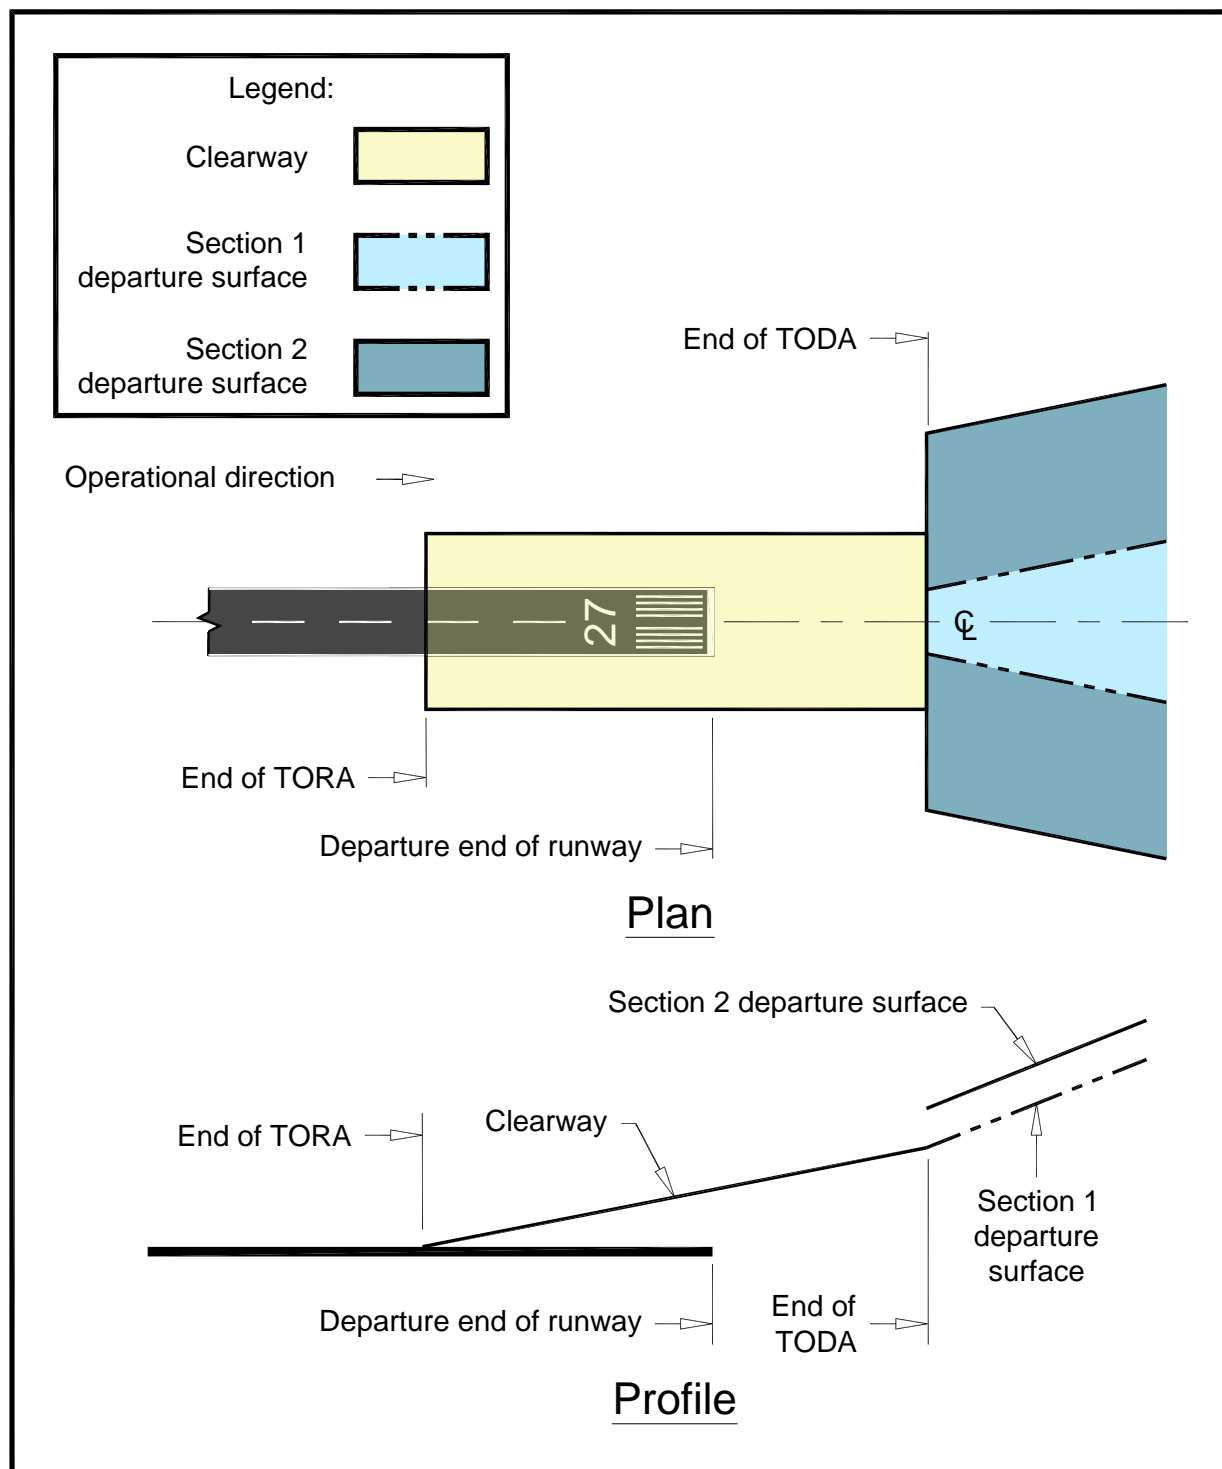 Legend:
Clearway
Section 1
departure surface
Section 2
departure surface
End of TODA
Operational direction
27
℄
End of TORA
Departure end of runway
Plan
Section 2 departure surface
Clearway
End of TORA
Section 1
departure
surface
End of
TODA
Departure end of runway
Profile